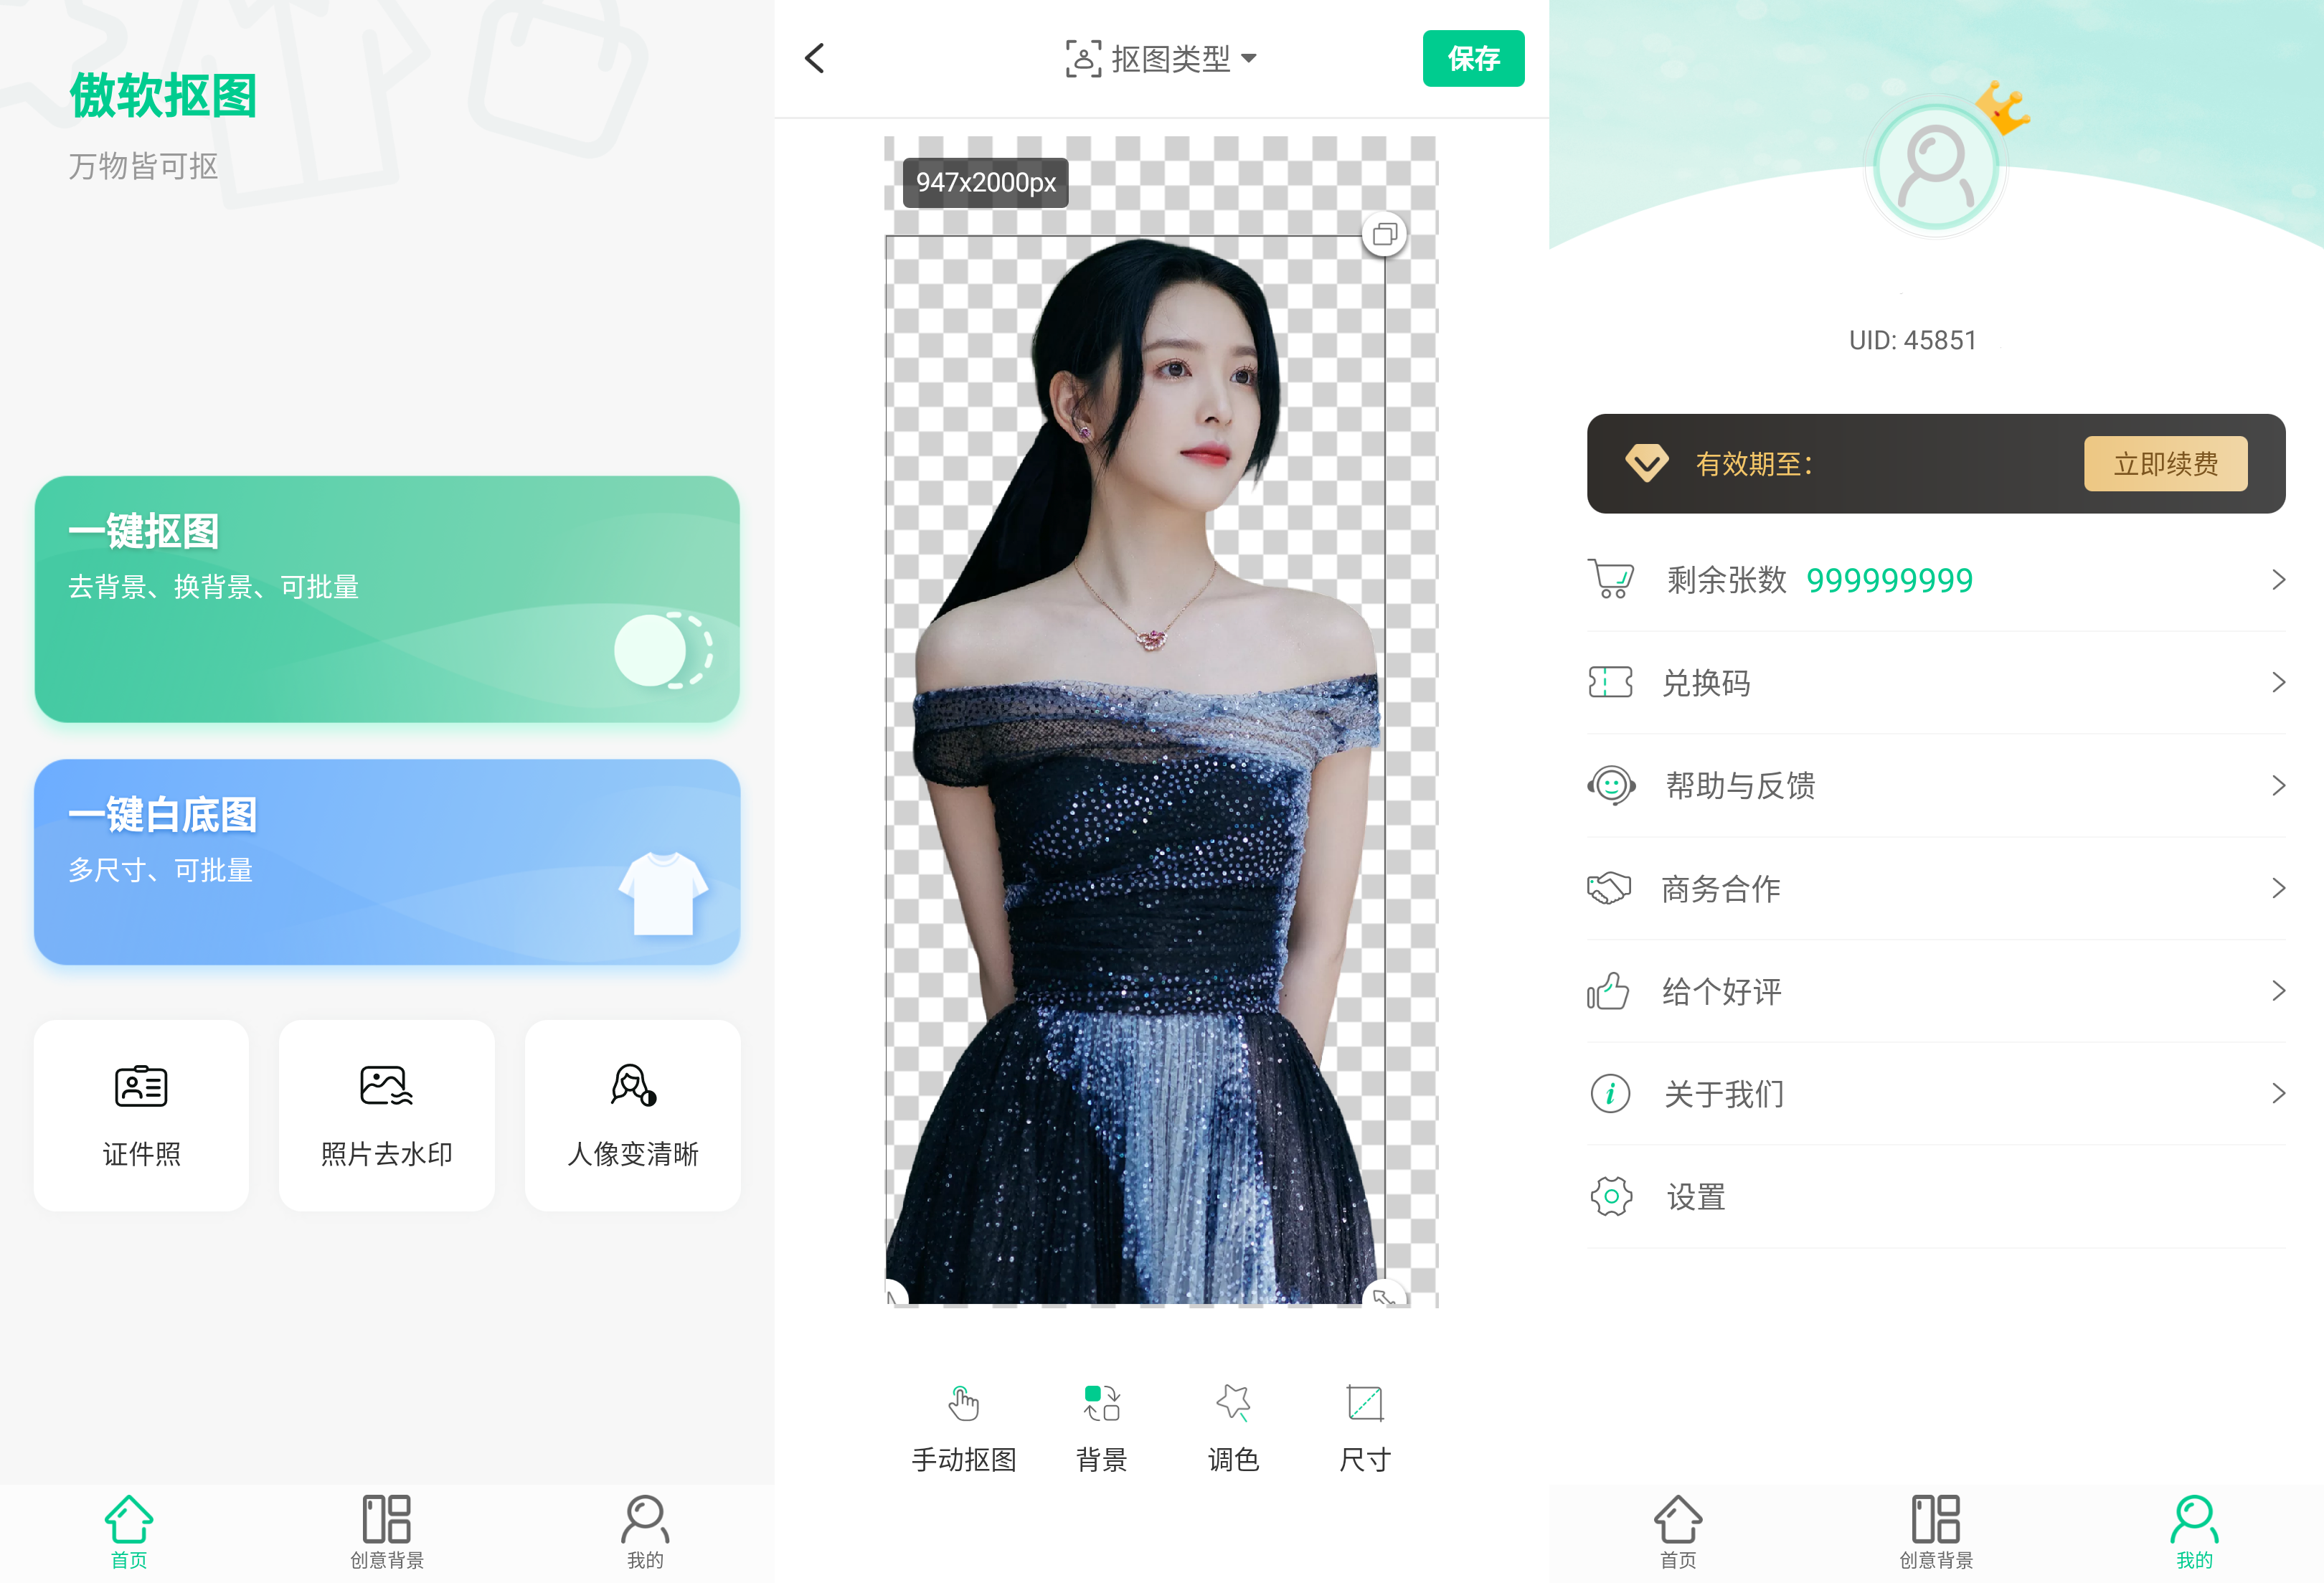 傲软抠图
万物皆可抠
一键抠图
去背景、换背景、可批量
一键白底图
多尺寸、可批量
证件照
照片去水印
人像变清晰
首页
创意背景
我的
抠图类型
保存
947x2000px
手动抠图
背景
调色
尺寸
UID: 45851
有效期至：
立即续费
剩余张数 999999999
兑换码
帮助与反馈
商务合作
给个好评
关于我们
设置
首页
创意背景
我的